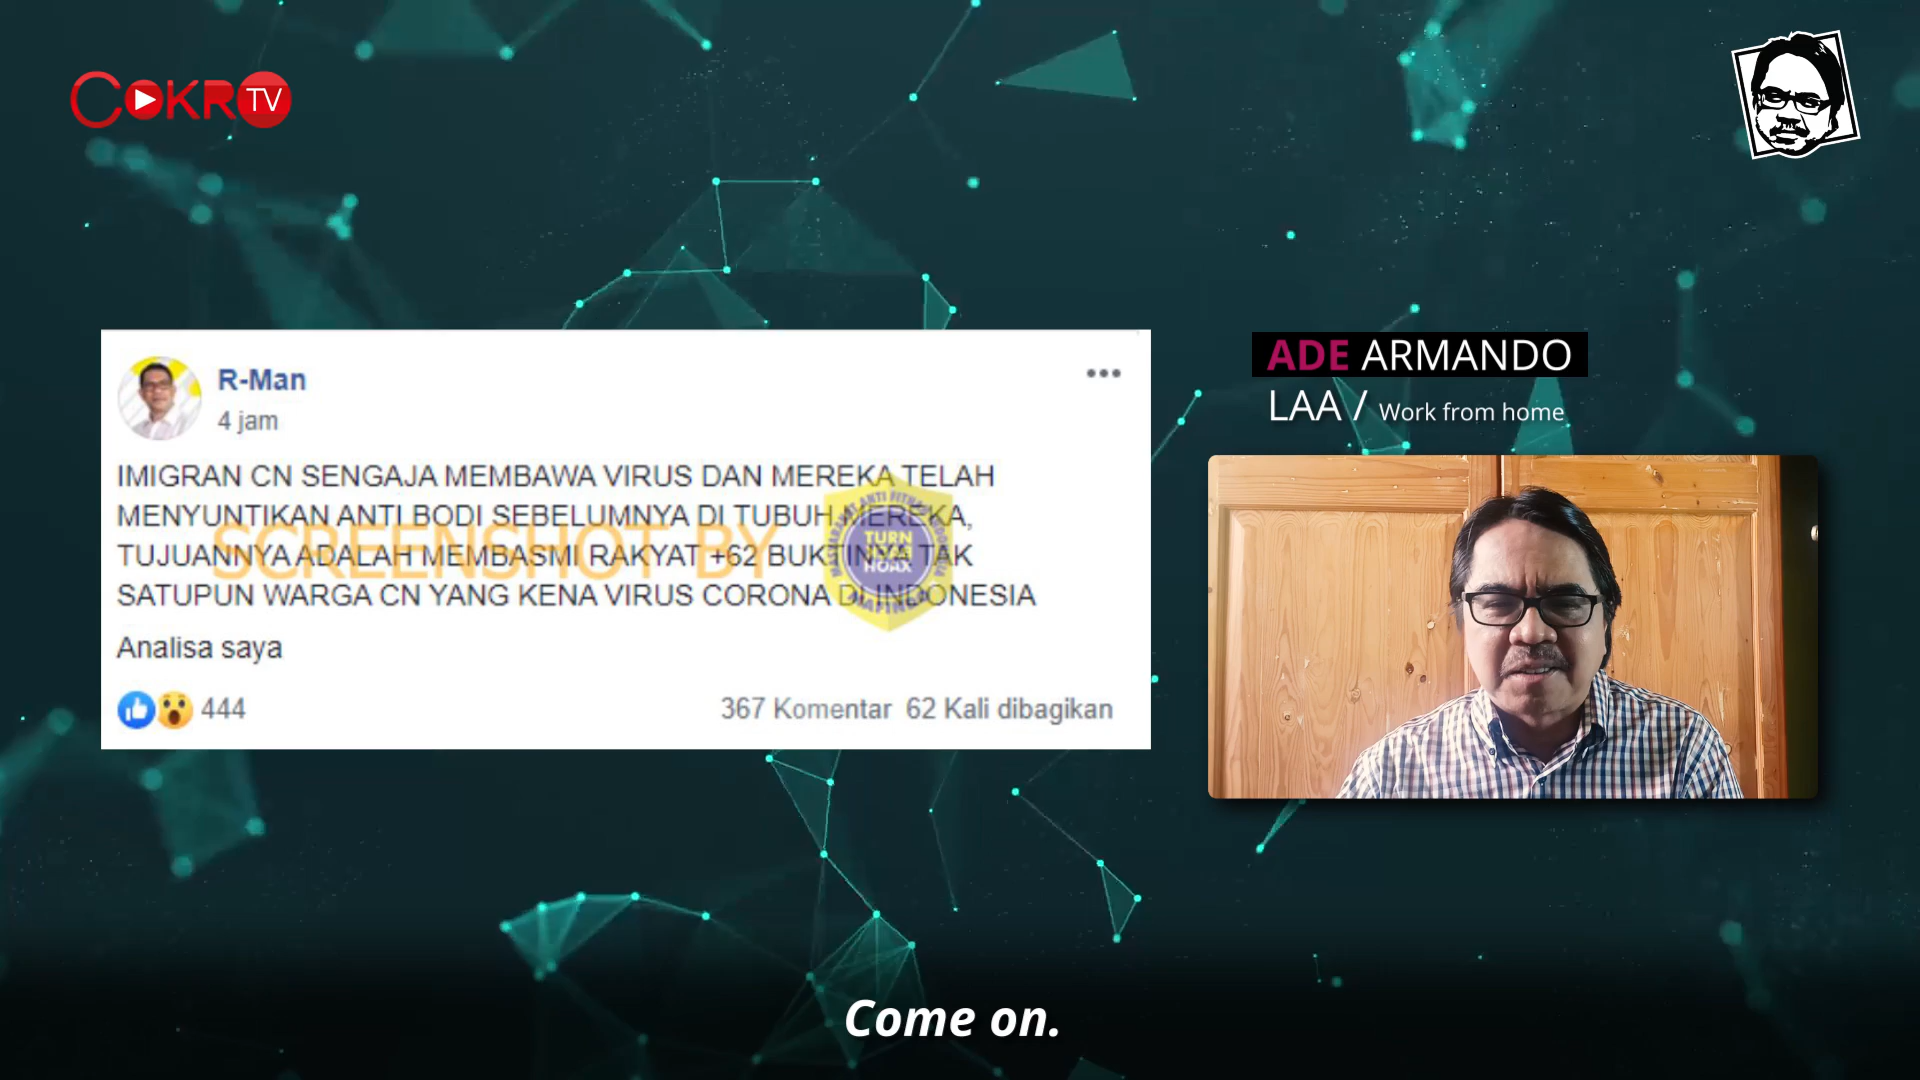 COKRO TV
ADE ARMANDO
LAA / Work from home
R-Man
4 jam
IMIGRAN CN SENGAJA MEMBAWA VIRUS DAN MEREKA TELAH
MENYUNTIKAN ANTI BODI SEBELUMNYA DI TUBUH MEREKA,
TUJUANNYA ADALAH MEMBASMI RAKYAT +62 BUKTINYA TAK
SATUPUN WARGA CN YANG KENA VIRUS CORONA DI INDONESIA
Analisa saya
SCREENSHOT BY
TURN
HOAX
MAFINDO
444
367 Komentar 62 Kali dibagikan
Come on.